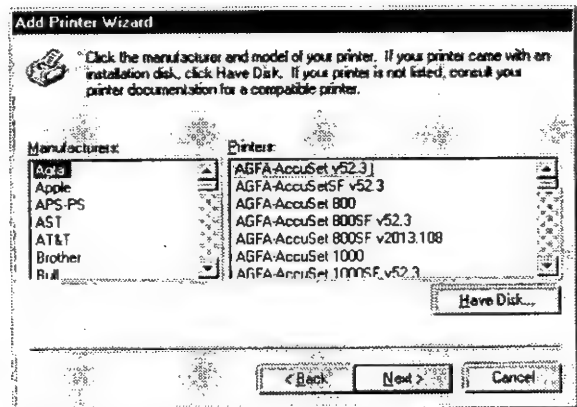 Add Printer Wizard
Click the manufacturer and model of your printer. If your printer came with an
installation disk, click Have Disk. If your printer is not listed, consult your
printer documentation for a compatible printer.
Manufacturers:
Printers:
Agfa
Apple
APS-PS
AST
AT&T
Brother
Bull
AGFA-AccuSet v52.3
AGFA-AccuSetSF v52.3
AGFA-AccuSet 800
AGFA-AccuSet 800SF v52.3
AGFA-AccuSet 800SF v2013.108
AGFA-AccuSet 1000
AGFA-AccuSet 1000SF v52.3
Have Disk...
< Back
Next >
Cancel